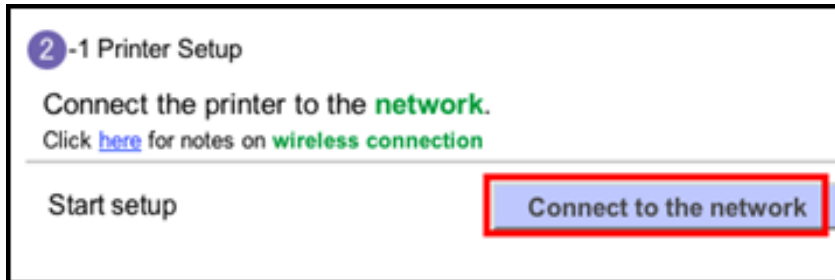 2 -1 Printer Setup
Connect the printer to the network.
Click here for notes on wireless connection
Start setup
Connect to the network